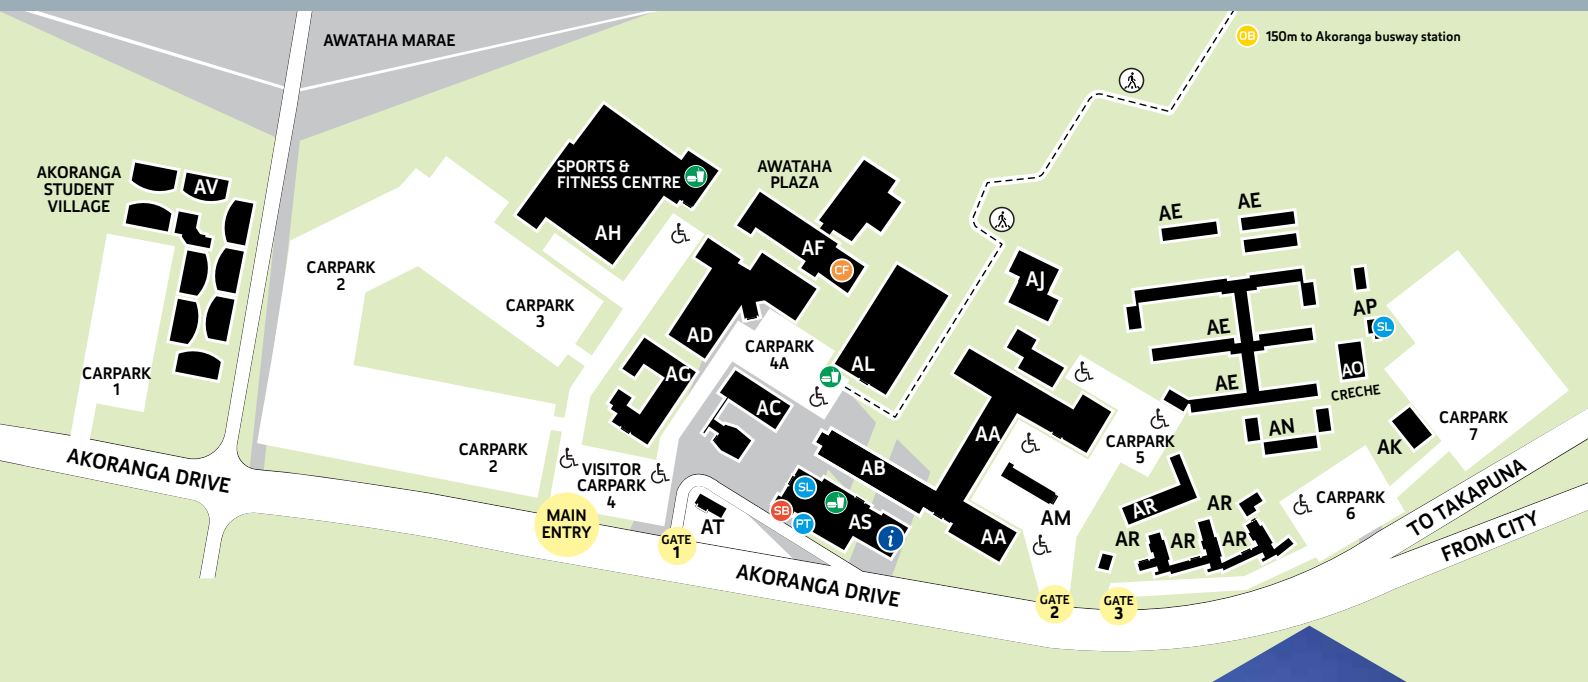 AWATAHA MARAE
OB
150m to Akoranga busway station
AKORANGA
STUDENT
VILLAGE
AV
SPORTS &
FITNESS CENTRE
AH
AWATAHA
PLAZA
AF
CF
AE
AE
CARPARK
2
CARPARK
3
AJ
AD
CARPARK
4A
AL
AE
AP
SL
AO
CRECHE
CARPARK
1
AG
AC
AE
AN
AK
CARPARK
7
CARPARK
2
VISITOR
CARPARK
4
AA
AB
CARPARK
5
AKORANGA DRIVE
MAIN
ENTRY
GATE
1
AT
SL
SB
PT
AS
i
AA
AM
AR
AR
AR
AR
AR
CARPARK
6
TO TAKAPUNA
FROM CITY
AKORANGA DRIVE
GATE
2
GATE
3